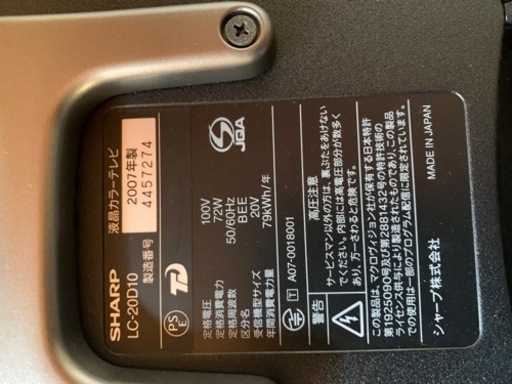 SHARP 液晶カラーテレビ
LC-20D10 2007年製
製造番号 4457274
PS
E
JQA
定格電圧 100V
定格消費電力 72W
定格周波数 50/60Hz
区分名 BEE
受信機型サイズ 20V
年間消費電力量 79kWh/年
T A07-0018001
警告 高圧注意
サービスマン以外の方は、裏ぶたをあけない
でください。内部には高電圧部分が数多く
あり、万一さわると危険です。
この製品は、マクロヴィジョン社が保有する日本特許
第1925090号及び第2881432号の特許技術の
ライセンス供与により製造されたものであり、この製品
での使用は一部のプログラム配信に限定されています。
シャープ株式会社 MADE IN JAPAN